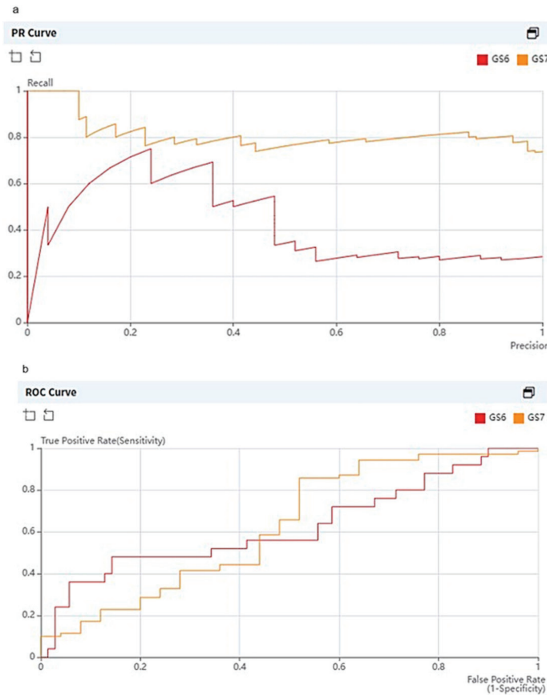 a
PR Curve
GS6 GS7
Recall
1
0.8
0.6
0.4
0.2
0
0.2 0.4 0.6 0.8 1
Precision
b
ROC Curve
GS6 GS7
True Positive Rate(Sensitivity)
1
0.8
0.6
0.4
0.2
0
0 0.2 0.4 0.6 0.8 1
False Positive Rate
(1-Specificity)